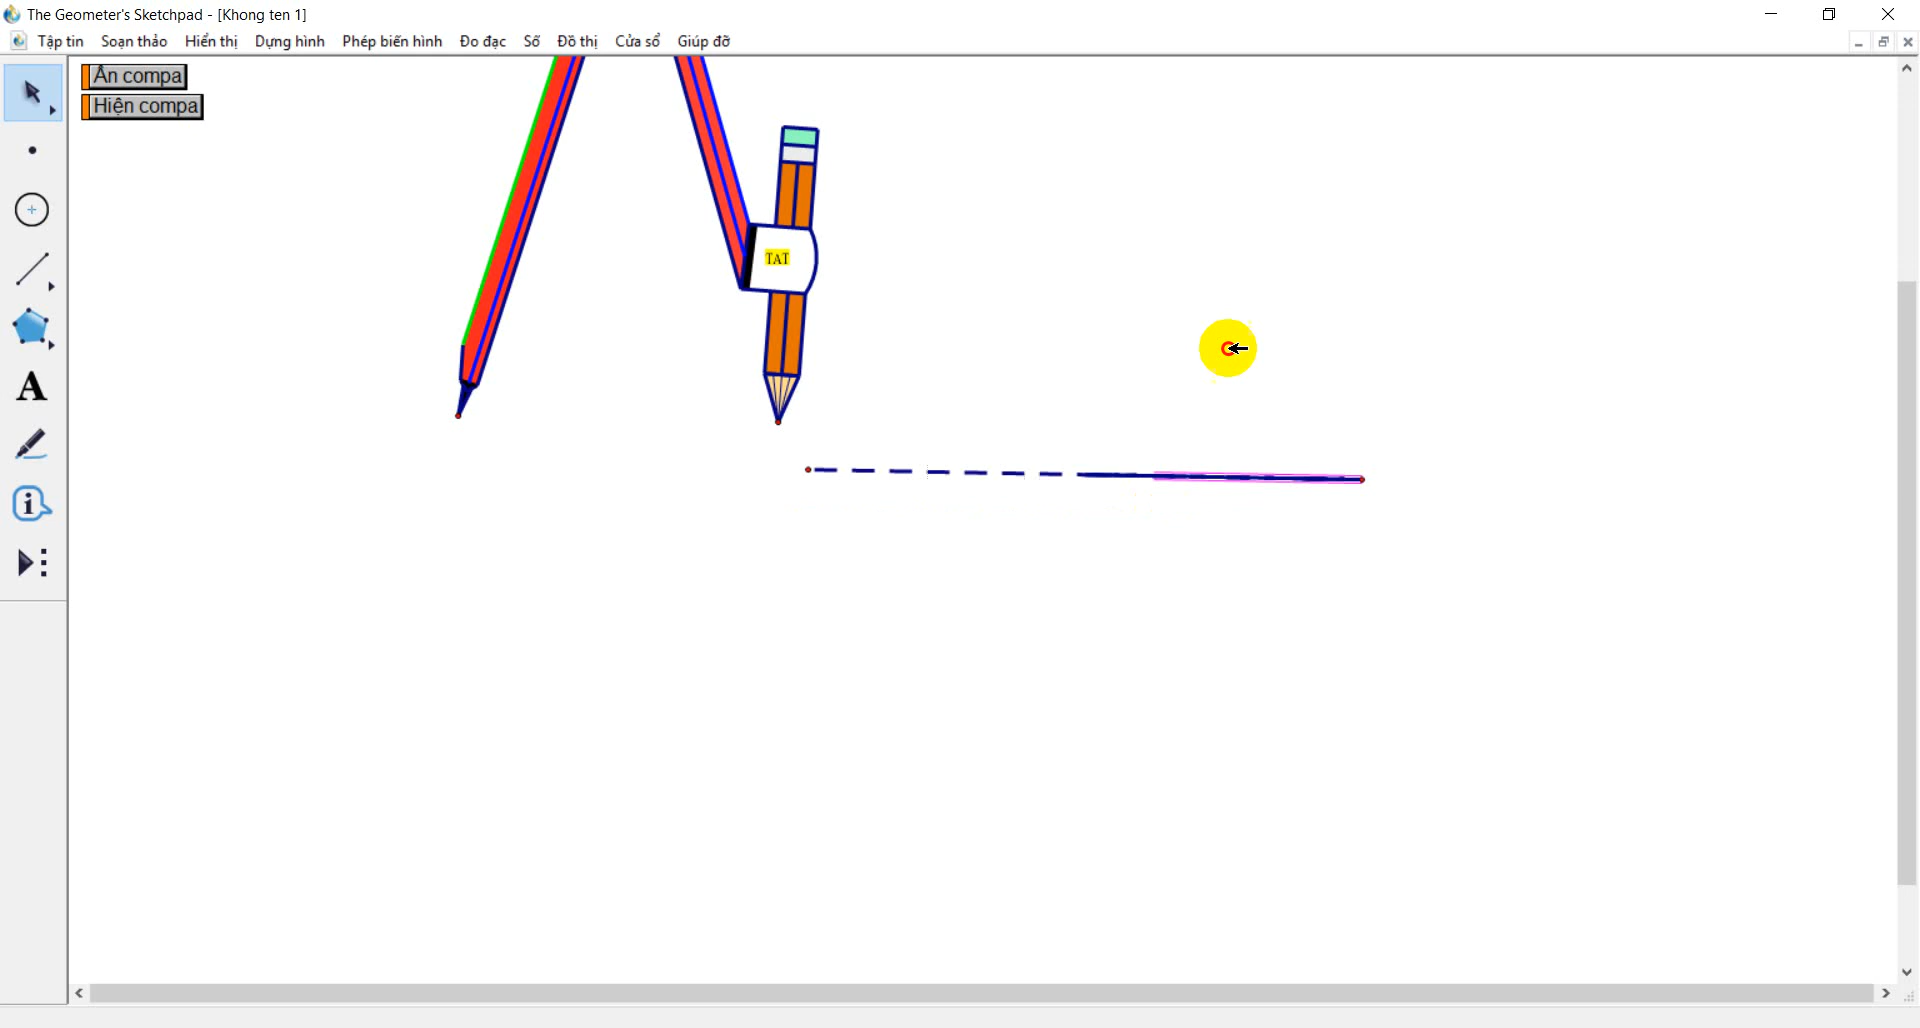 The Geometer's Sketchpad - [Khong ten 1]
Tập tin Soạn thảo Hiển thị Dựng hình Phép biến hình Đo đạc Số Đồ thị Cửa sổ Giúp đỡ
Ẩn compa
Hiện compa
TAT
A